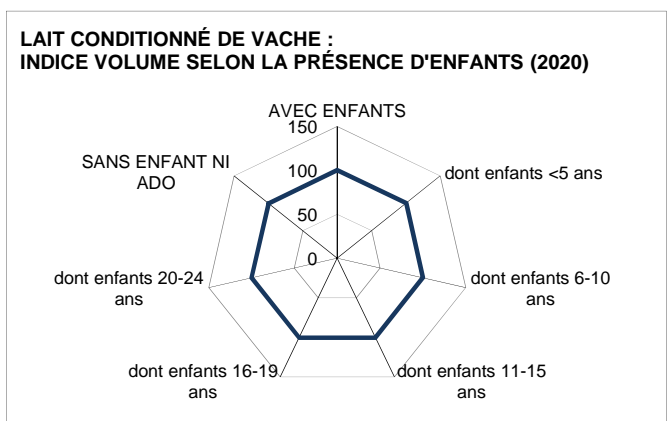 LAIT CONDITIONNÉ DE VACHE :
INDICE VOLUME SELON LA PRÉSENCE D'ENFANTS (2020)
AVEC ENFANTS
150
100
50
0
dont enfants <5 ans
dont enfants 6-10
ans
dont enfants 11-15
ans
dont enfants 16-19
ans
dont enfants 20-24
ans
SANS ENFANT NI
ADO